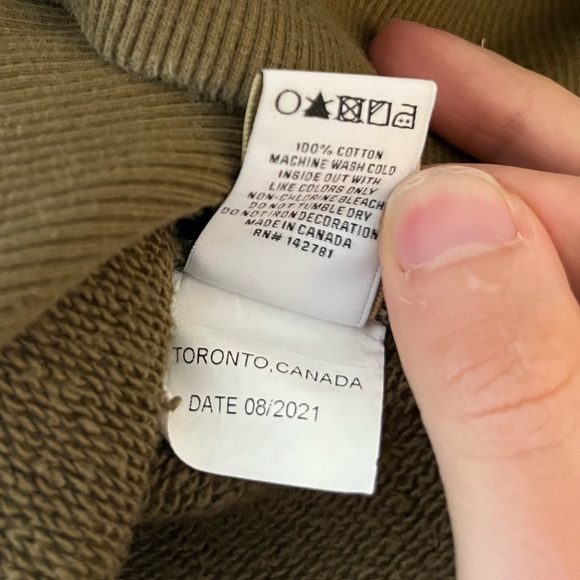 100% COTTON
MACHINE WASH COLD
INSIDE OUT WITH
LIKE COLORS ONLY
NON-CHLORINE BLEACH
DO NOT TUMBLE DRY
DO NOT IRON DECORATION
MADE IN CANADA
RN# 142781
TORONTO, CANADA
DATE 08/2021